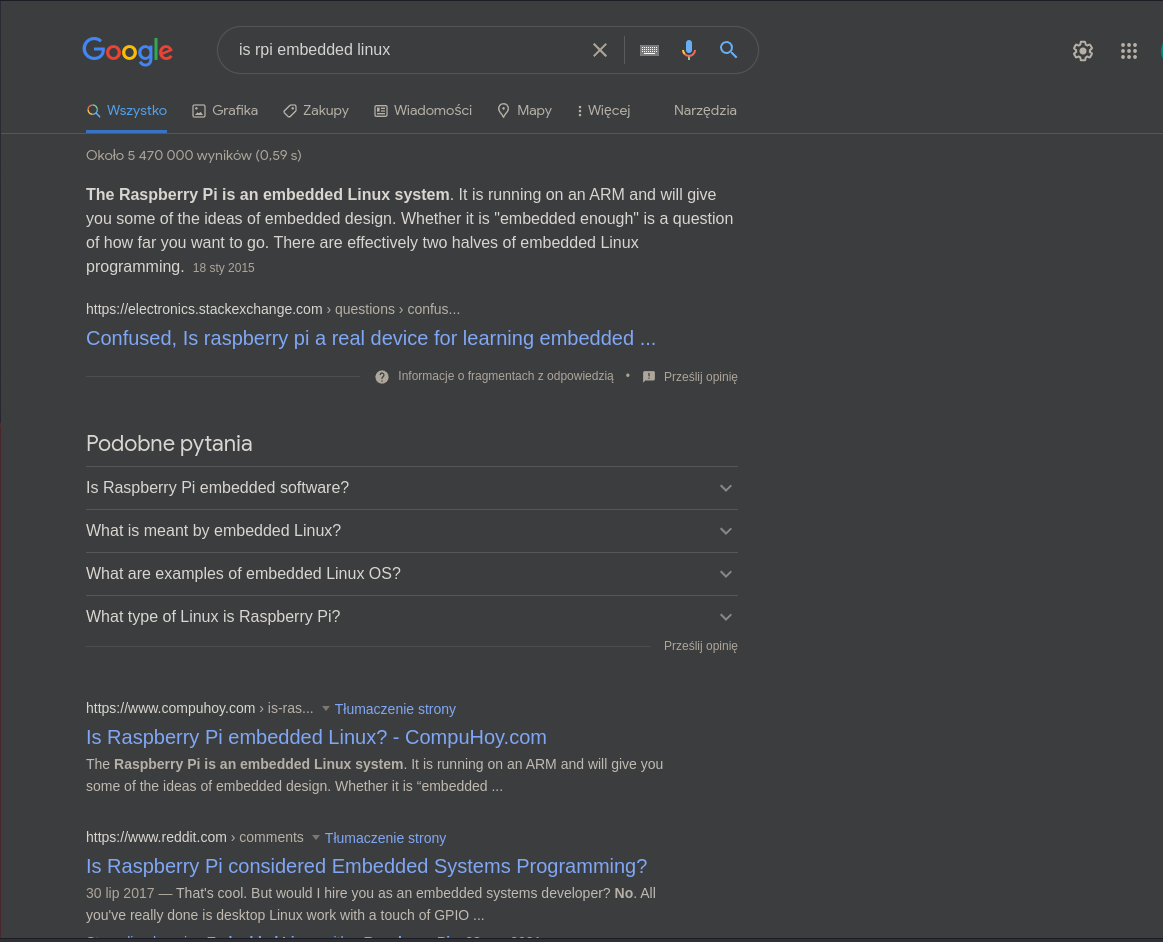 Google
is rpi embedded linux
Wszystko Grafika Zakupy Wiadomości Mapy Więcej Narzędzia
Około 5 470 000 wyników (0,59 s)
The Raspberry Pi is an embedded Linux system. It is running on an ARM and will give
you some of the ideas of embedded design. Whether it is "embedded enough" is a question
of how far you want to go. There are effectively two halves of embedded Linux
programming. 18 sty 2015
https://electronics.stackexchange.com › questions › confus...
Confused, Is raspberry pi a real device for learning embedded ...
Informacje o fragmentach z odpowiedzią • Prześlij opinię
Podobne pytania
Is Raspberry Pi embedded software?
What is meant by embedded Linux?
What are examples of embedded Linux OS?
What type of Linux is Raspberry Pi?
Prześlij opinię
https://www.compuhoy.com › is-ras... Tłumaczenie strony
Is Raspberry Pi embedded Linux? - CompuHoy.com
The Raspberry Pi is an embedded Linux system. It is running on an ARM and will give you
some of the ideas of embedded design. Whether it is “embedded ...
https://www.reddit.com › comments Tłumaczenie strony
Is Raspberry Pi considered Embedded Systems Programming?
30 lip 2017 — That's cool. But would I hire you as an embedded systems developer? No. All
you've really done is desktop Linux work with a touch of GPIO ...